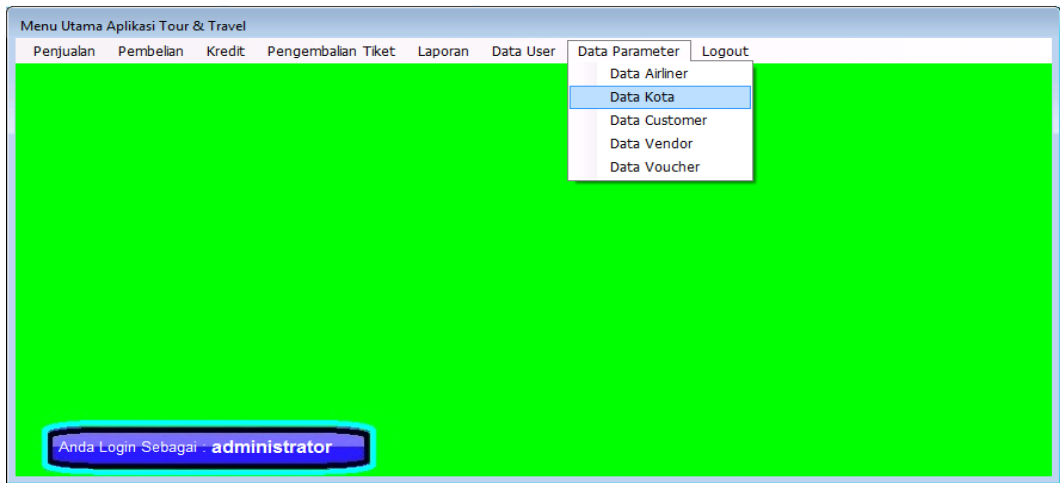 Menu Utama Aplikasi Tour & Travel
Penjualan Pembelian Kredit Pengembalian Tiket Laporan Data User Data Parameter Logout
Data Airliner
Data Kota
Data Customer
Data Vendor
Data Voucher
Anda Login Sebagai : administrator